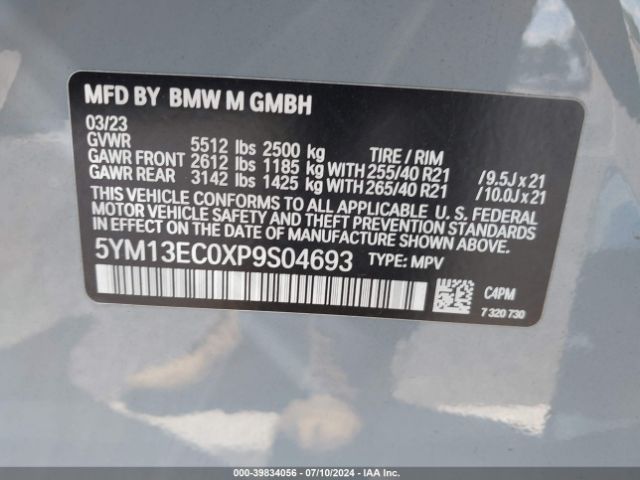 MFD BY BMW M GMBH
03/23
GVWR 5512 lbs 2500 kg TIRE / RIM
GAWR FRONT 2612 lbs 1185 kg WITH 255/40 R21 /9.5J x 21
GAWR REAR 3142 lbs 1425 kg WITH 265/40 R21 /10.0J x 21
THIS VEHICLE CONFORMS TO ALL APPLICABLE U.S. FEDERAL
MOTOR VEHICLE SAFETY AND THEFT PREVENTION STANDARDS
IN EFFECT ON THE DATE OF MANUFACTURE SHOWN ABOVE.
5YM13EC0XP9S04693 TYPE: MPV
C4PM
7 320 730
000-39834056 / 07/10/2024 - IAA Inc.